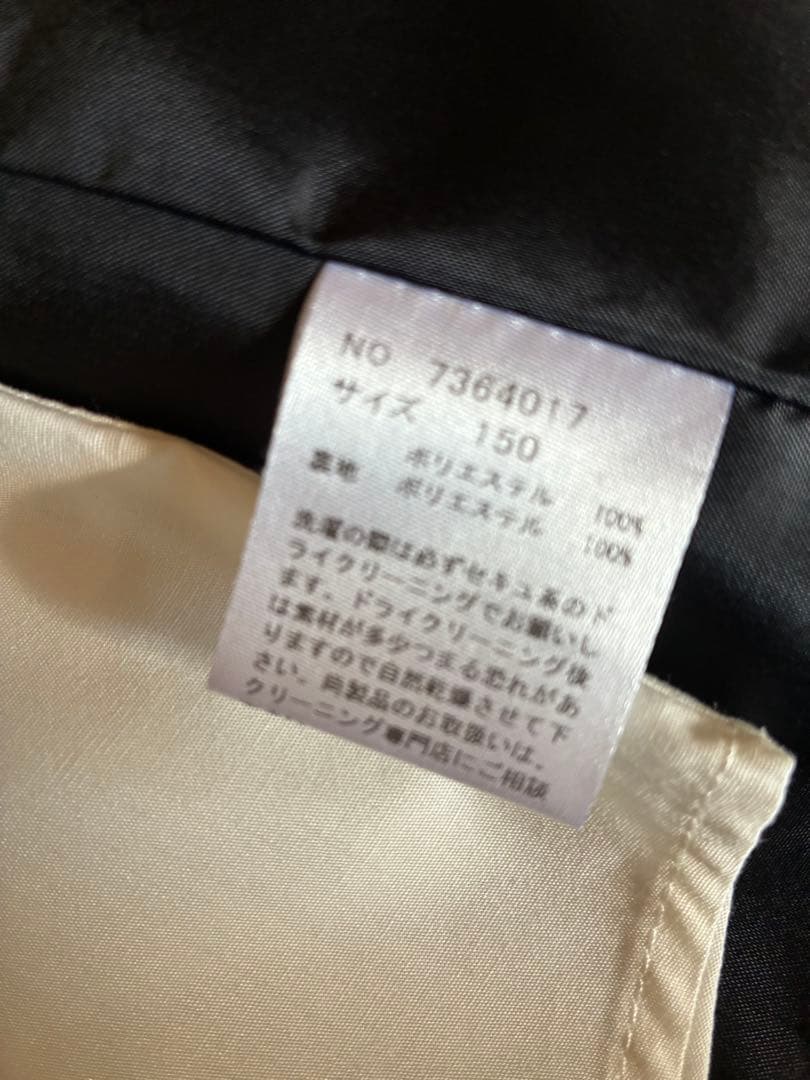 NO 7364017
サイズ 150
ポリエステル 100%
裏地 ポリエステル 100%
洗濯の際は必ずセキュ系のド
ライクリーニングでお願いし
ます。ドライクリーニング後
は素材が多少つまる恐れがあ
りますので自然乾燥させて下
さい。尚製品のお取扱いは、
クリーニング専門店にご相談